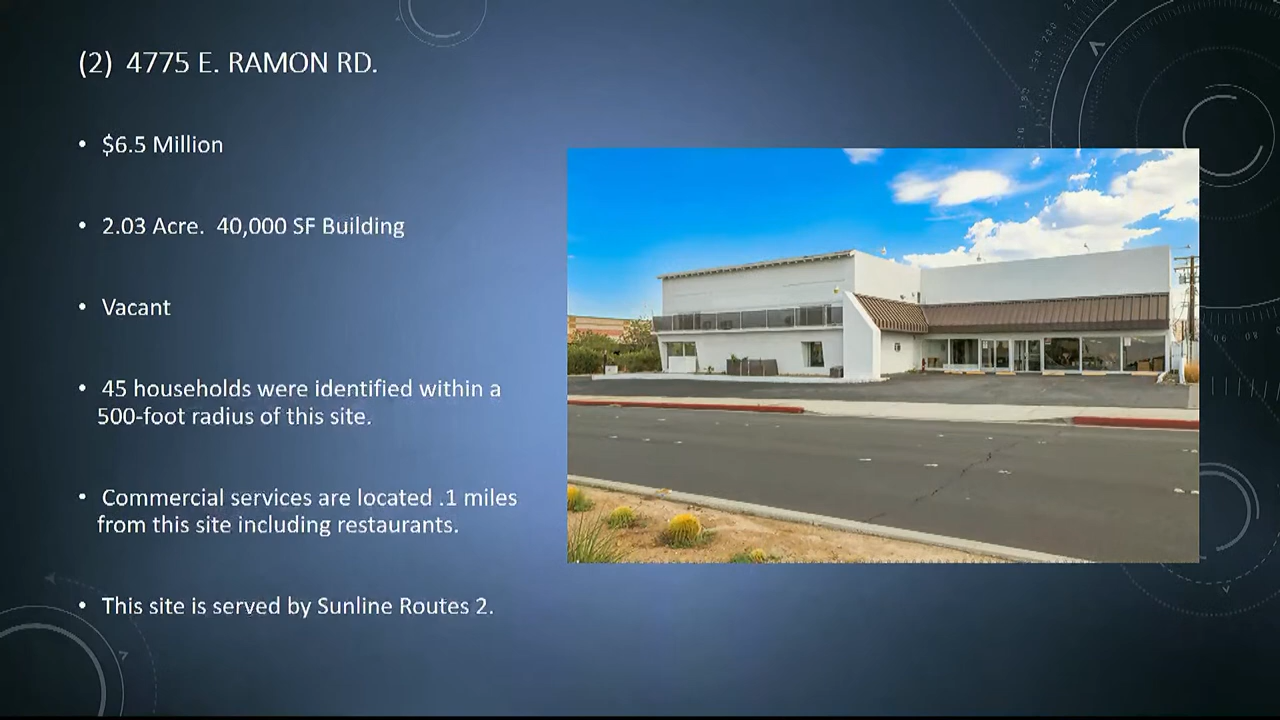 (2) 4775 E. RAMON RD.
• $6.5 Million
• 2.03 Acre. 40,000 SF Building
• Vacant
• 45 households were identified within a
500-foot radius of this site.
• Commercial services are located .1 miles
from this site including restaurants.
• This site is served by Sunline Routes 2.